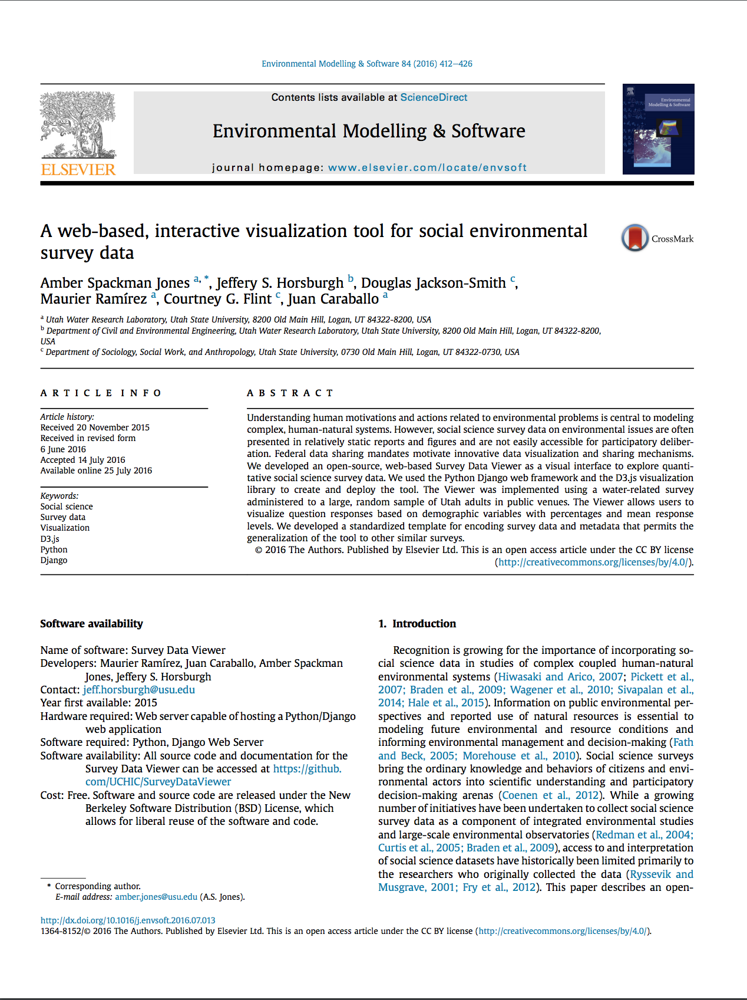 Environmental Modelling & Software 84 (2016) 412–426
Contents lists available at ScienceDirect
Environmental Modelling & Software
journal homepage: www.elsevier.com/locate/envsoft
ELSEVIER
Environmental
Modelling & Software
A web-based, interactive visualization tool for social environmental
survey data
CrossMark
Amber Spackman Jones a, *, Jeffery S. Horsburgh b, Douglas Jackson-Smith c,
Maurier Ramírez a, Courtney G. Flint c, Juan Caraballo a
a Utah Water Research Laboratory, Utah State University, 8200 Old Main Hill, Logan, UT 84322-8200, USA
b Department of Civil and Environmental Engineering, Utah Water Research Laboratory, Utah State University, 8200 Old Main Hill, Logan, UT 84322-8200,
USA
c Department of Sociology, Social Work, and Anthropology, Utah State University, 0730 Old Main Hill, Logan, UT 84322-0730, USA
ARTICLE INFO
Article history:
Received 20 November 2015
Received in revised form
6 June 2016
Accepted 14 July 2016
Available online 25 July 2016
Keywords:
Social science
Survey data
Visualization
D3.js
Python
Django
ABSTRACT
Understanding human motivations and actions related to environmental problems is central to modeling
complex, human-natural systems. However, social science survey data on environmental issues are often
presented in relatively static reports and figures and are not easily accessible for participatory deliber-
ation. Federal data sharing mandates motivate innovative data visualization and sharing mechanisms.
We developed an open-source, web-based Survey Data Viewer as a visual interface to explore quanti-
tative social science survey data. We used the Python Django web framework and the D3.js visualization
library to create and deploy the tool. The Viewer was implemented using a water-related survey
administered to a large, random sample of Utah adults in public venues. The Viewer allows users to
visualize question responses based on demographic variables with percentages and mean response
levels. We developed a standardized template for encoding survey data and metadata that permits the
generalization of the tool to other similar surveys.
© 2016 The Authors. Published by Elsevier Ltd. This is an open access article under the CC BY license
(http://creativecommons.org/licenses/by/4.0/).
Software availability
Name of software: Survey Data Viewer
Developers: Maurier Ramírez, Juan Caraballo, Amber Spackman
Jones, Jeffery S. Horsburgh
Contact: jeff.horsburgh@usu.edu
Year first available: 2015
Hardware required: Web server capable of hosting a Python/Django
web application
Software required: Python, Django Web Server
Software availability: All source code and documentation for the
Survey Data Viewer can be accessed at https://github.
com/UCHIC/SurveyDataViewer
Cost: Free. Software and source code are released under the New
Berkeley Software Distribution (BSD) License, which
allows for liberal reuse of the software and code.
* Corresponding author.
E-mail address: amber.jones@usu.edu (A.S. Jones).
1. Introduction
Recognition is growing for the importance of incorporating so-
cial science data in studies of complex coupled human-natural
environmental systems (Hiwasaki and Arico, 2007; Pickett et al.,
2007; Braden et al., 2009; Wagener et al., 2010; Sivapalan et al.,
2014; Hale et al., 2015). Information on public environmental per-
spectives and reported use of natural resources is essential to
modeling future environmental and resource conditions and
informing environmental management and decision-making (Fath
and Beck, 2005; Morehouse et al., 2010). Social science surveys
bring the ordinary knowledge and behaviors of citizens and envi-
ronmental actors into scientific understanding and participatory
decision-making arenas (Coenen et al., 2012). While a growing
number of initiatives have been undertaken to collect social science
survey data as a component of integrated environmental studies
and large-scale environmental observatories (Redman et al., 2004;
Curtis et al., 2005; Braden et al., 2009), access to and interpretation
of social science datasets have historically been limited primarily to
the researchers who originally collected the data (Ryssevik and
Musgrave, 2001; Fry et al., 2012). This paper describes an open-
http://dx.doi.org/10.1016/j.envsoft.2016.07.013
1364-8152/© 2016 The Authors. Published by Elsevier Ltd. This is an open access article under the CC BY license (http://creativecommons.org/licenses/by/4.0/).